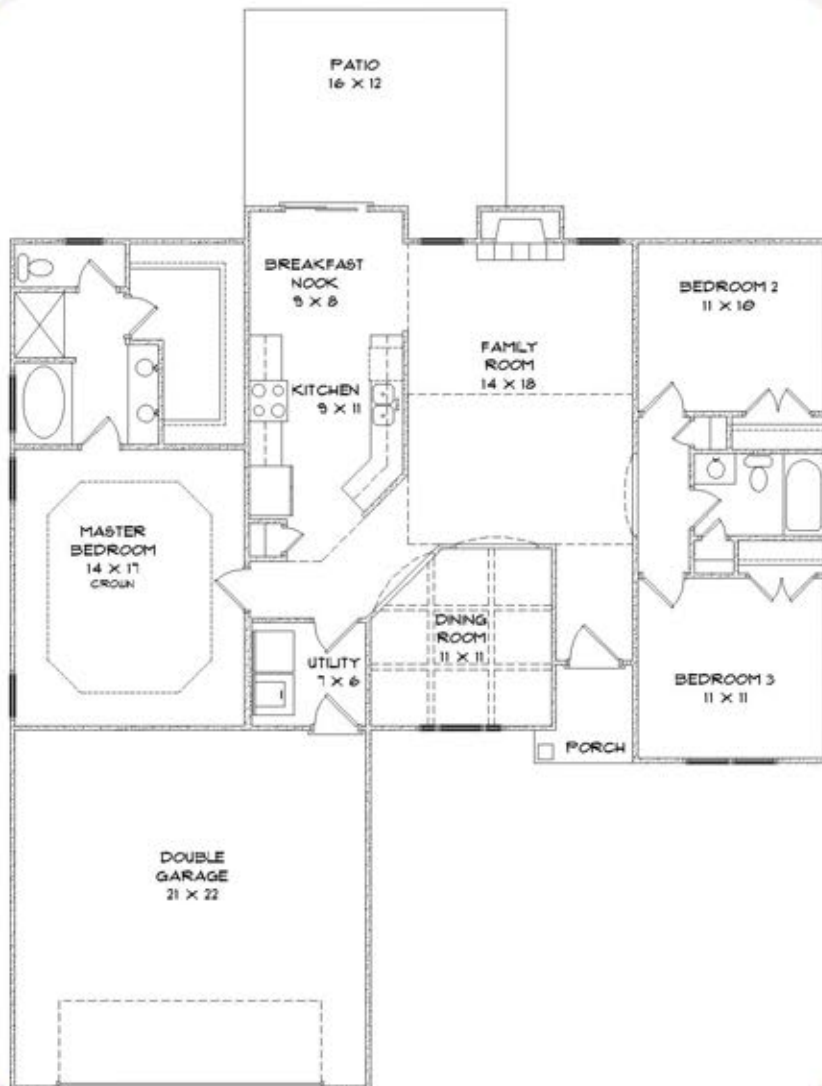 PATIO
16 X 12
BREAKFAST
NOOK
9 X 8
BEDROOM 2
11 X 10
FAMILY
ROOM
14 X 18
KITCHEN
9 X 11
MASTER
BEDROOM
14 X 17
CROWN
DINING
ROOM
11 X 11
UTILITY
7 X 6
BEDROOM 3
11 X 11
PORCH
DOUBLE
GARAGE
21 X 22